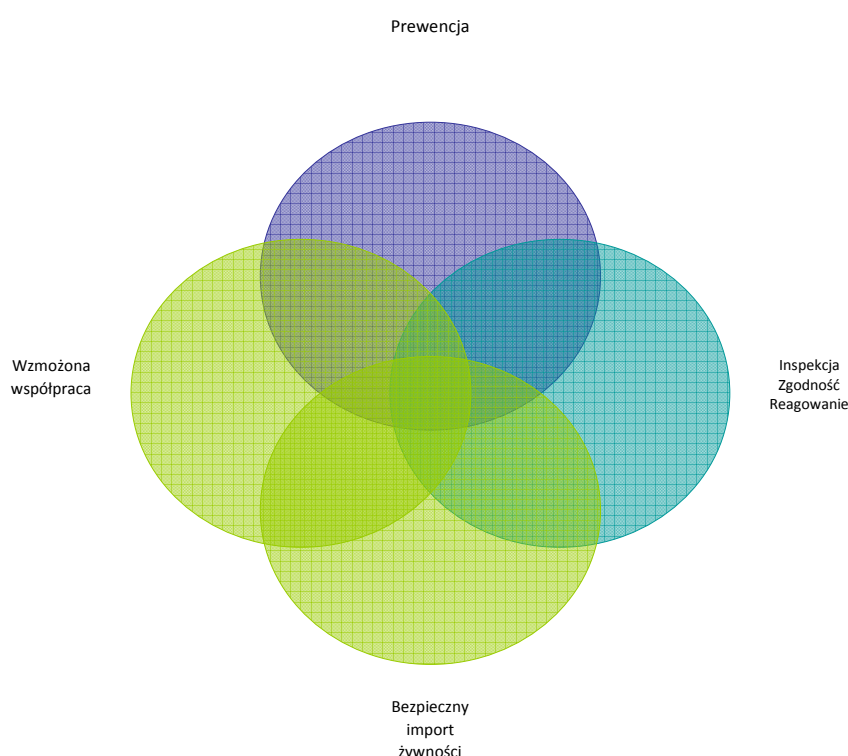 Prewencja
Wzmożona
współpraca
Inspekcja
Zgodność
Reagowanie
Bezpieczny
import
żywności